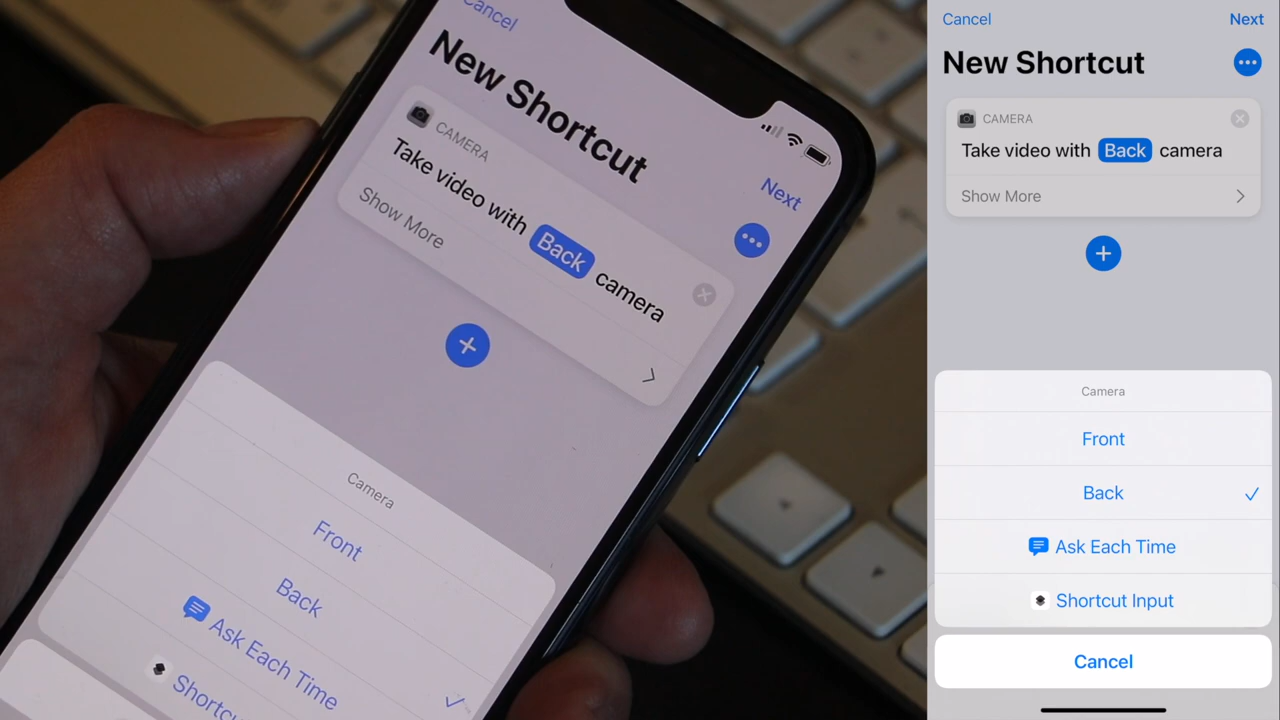 Cancel
New Shortcut
Next
CAMERA
Take video with Back camera
Show More
Camera
Front
Back
Ask Each Time
Cancel
Next
New Shortcut
CAMERA
Take video with Back camera
Show More
Camera
Front
Back
Ask Each Time
Shortcut Input
Cancel